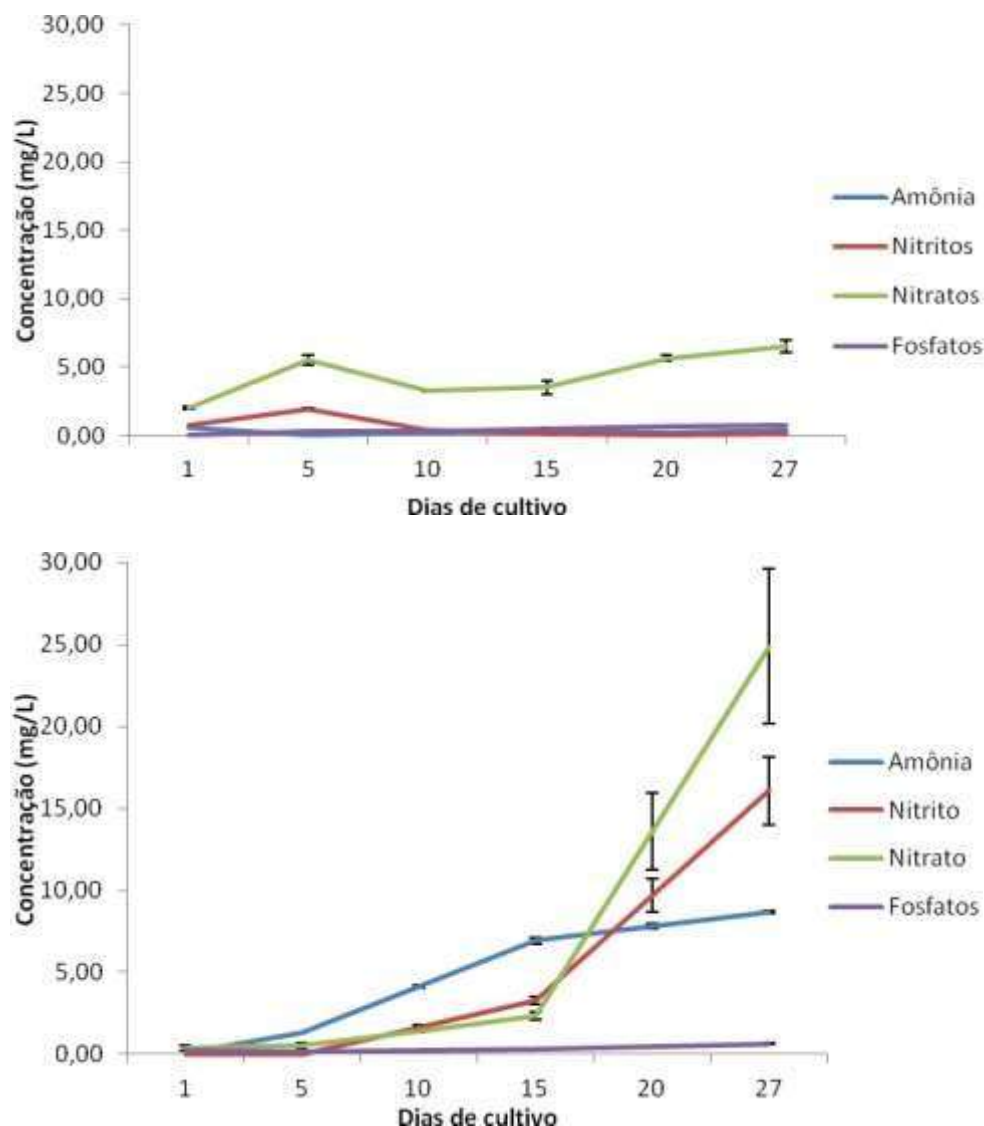 30,00
25,00
20,00
15,00
10,00
5,00
0,00
Concentração (mg/L)
1 5 10 15 20 27
Dias de cultivo
Amônia
Nitritos
Nitratos
Fosfatos
30,00
25,00
20,00
15,00
10,00
5,00
0,00
Concentração (mg/L)
1 5 10 15 20 27
Dias de cultivo
Amônia
Nitrito
Nitrato
Fosfatos